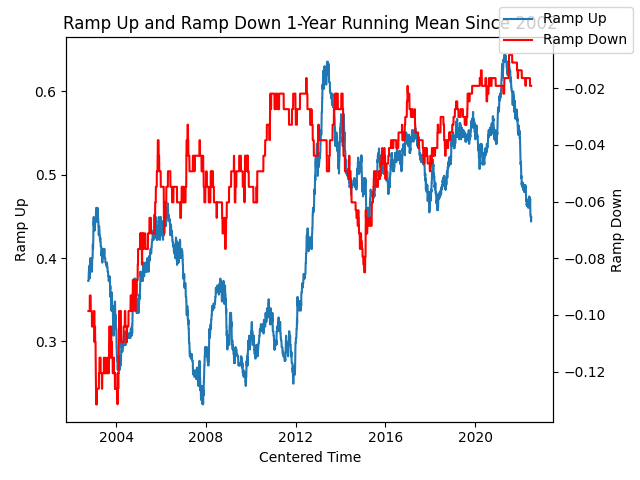 Ramp Up and Ramp Down 1-Year Running Mean Since 2002
Ramp Up
Ramp Down
0.6
0.5
0.4
0.3
Ramp Up
−0.02
−0.04
−0.06
−0.08
−0.10
−0.12
Ramp Down
2004
2008
2012
2016
2020
Centered Time